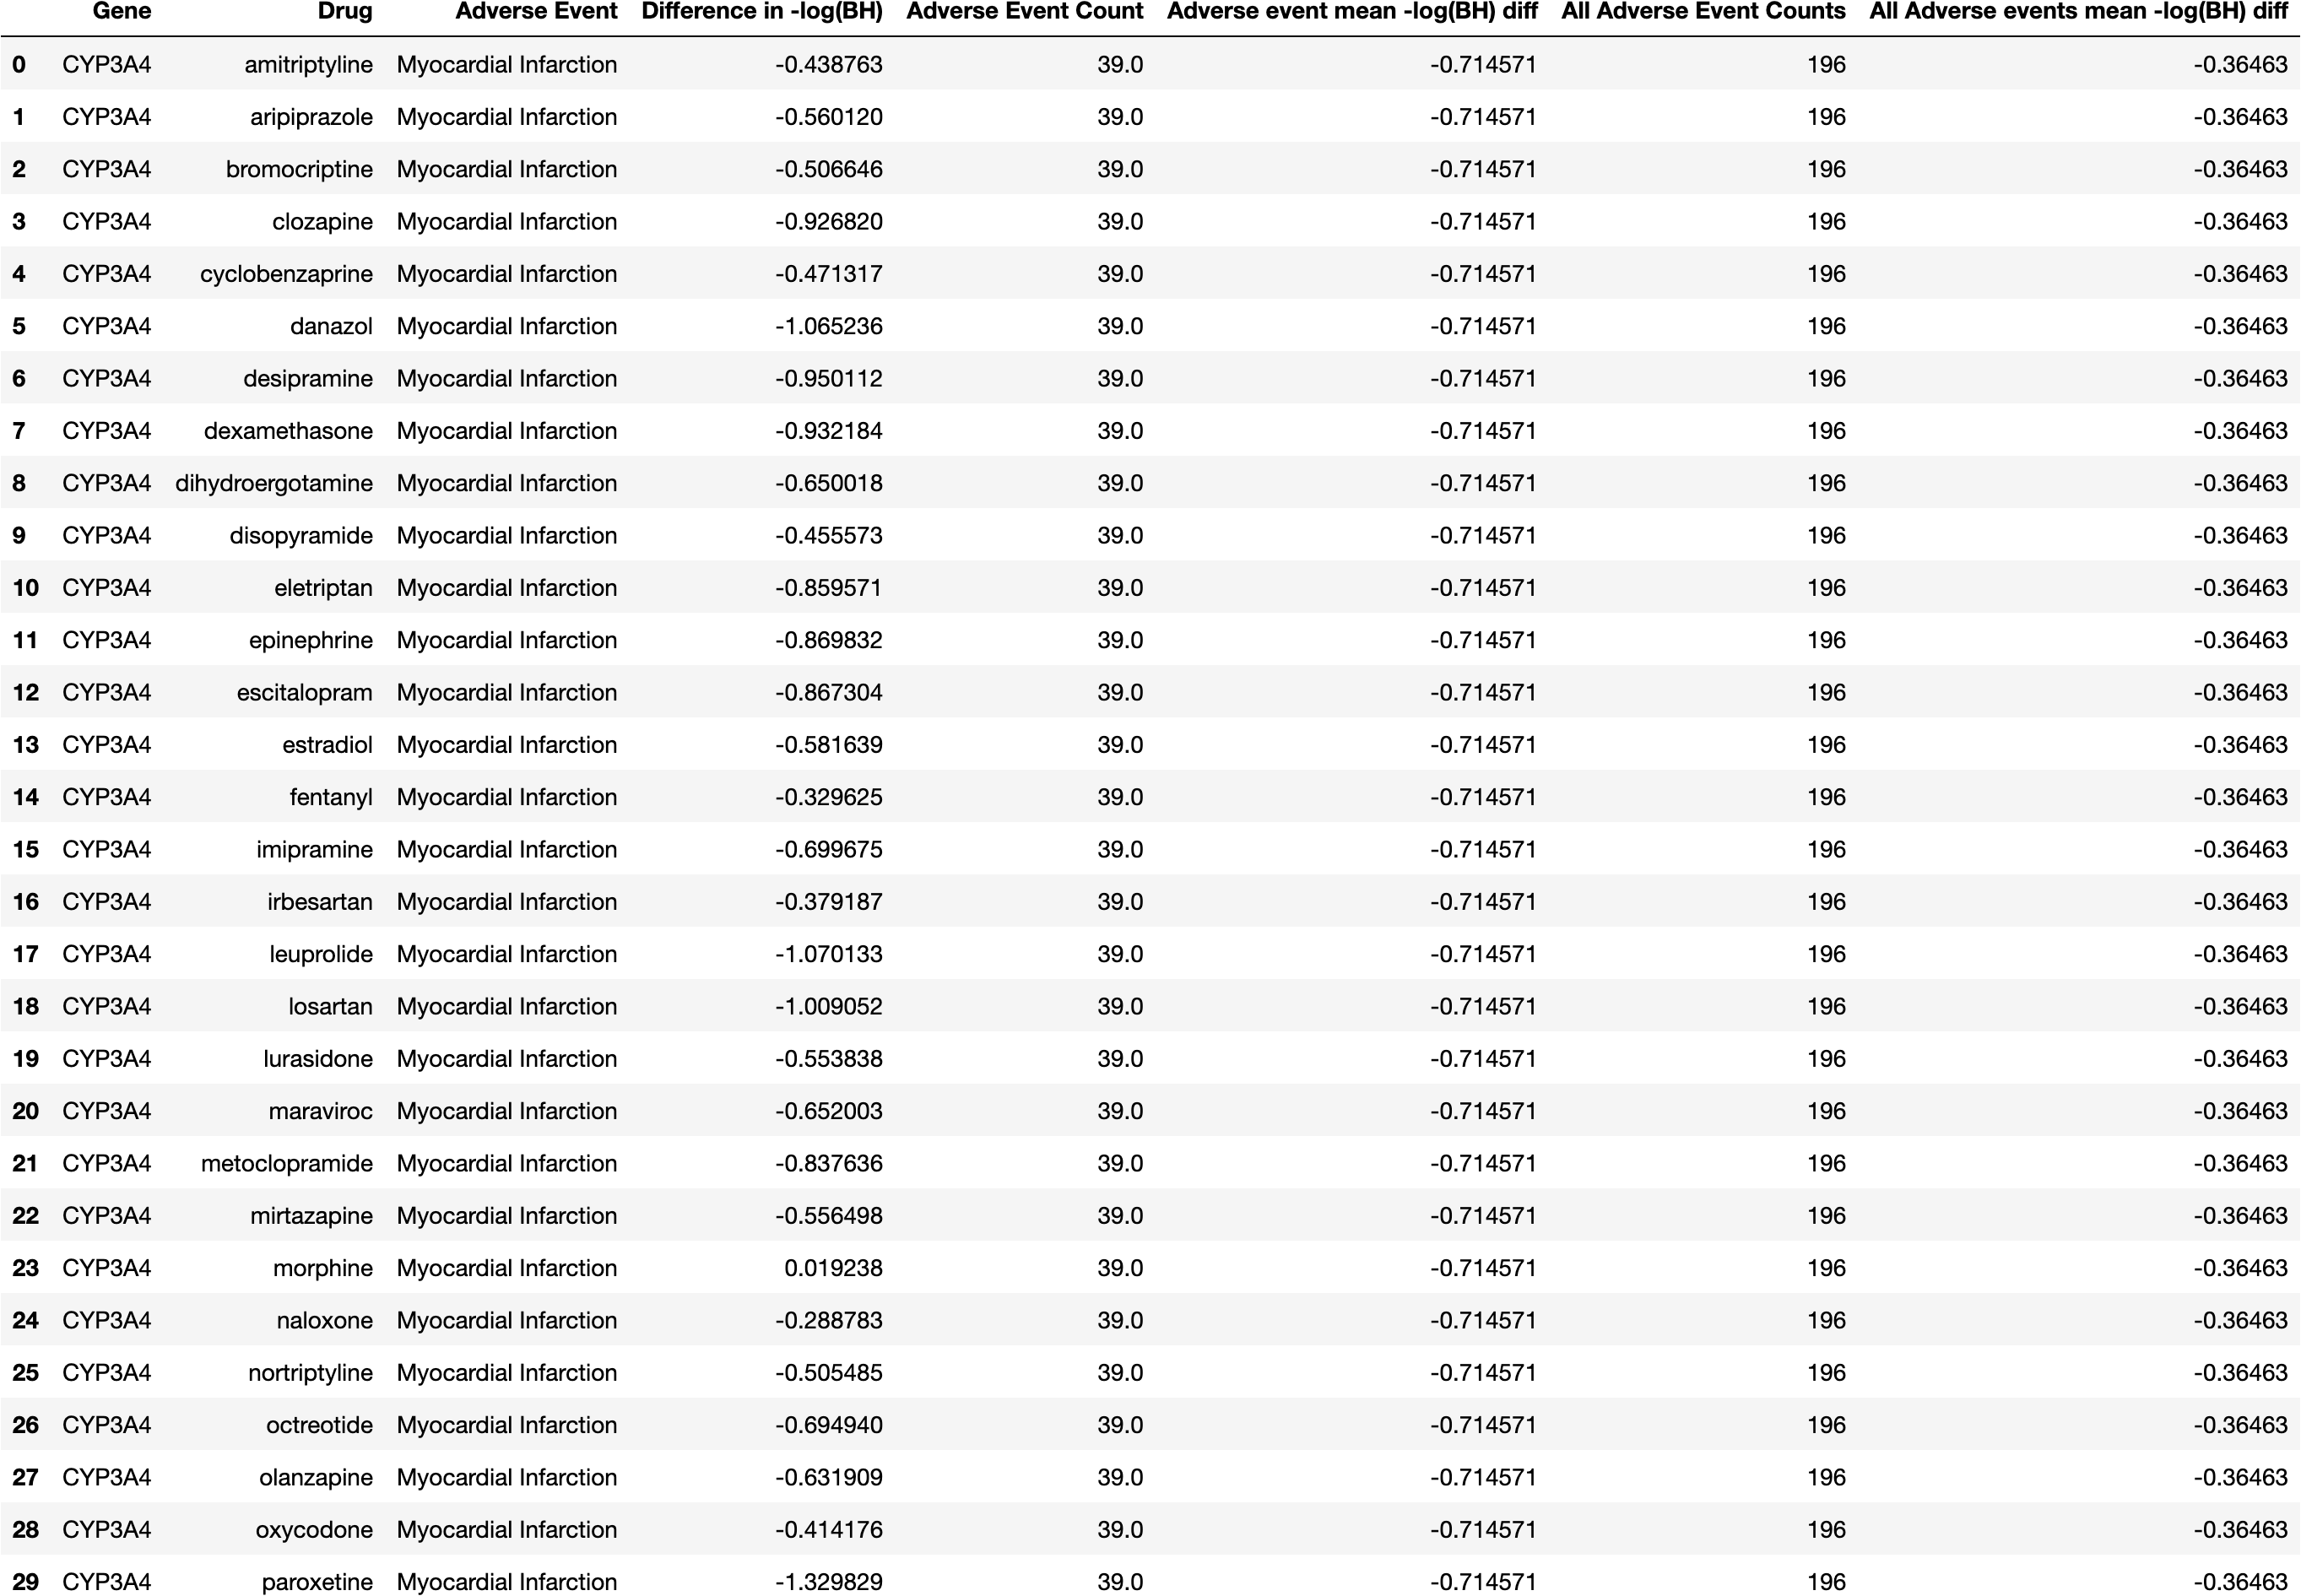 Gene Drug Adverse Event Difference in -log(BH) Adverse Event Count Adverse event mean -log(BH) diff All Adverse Event Counts All Adverse events mean -log(BH) diff
0 CYP3A4 amitriptyline Myocardial Infarction -0.438763 39.0 -0.714571 196 -0.36463
1 CYP3A4 aripiprazole Myocardial Infarction -0.560120 39.0 -0.714571 196 -0.36463
2 CYP3A4 bromocriptine Myocardial Infarction -0.506646 39.0 -0.714571 196 -0.36463
3 CYP3A4 clozapine Myocardial Infarction -0.926820 39.0 -0.714571 196 -0.36463
4 CYP3A4 cyclobenzaprine Myocardial Infarction -0.471317 39.0 -0.714571 196 -0.36463
5 CYP3A4 danazol Myocardial Infarction -1.065236 39.0 -0.714571 196 -0.36463
6 CYP3A4 desipramine Myocardial Infarction -0.950112 39.0 -0.714571 196 -0.36463
7 CYP3A4 dexamethasone Myocardial Infarction -0.932184 39.0 -0.714571 196 -0.36463
8 CYP3A4 dihydroergotamine Myocardial Infarction -0.650018 39.0 -0.714571 196 -0.36463
9 CYP3A4 disopyramide Myocardial Infarction -0.455573 39.0 -0.714571 196 -0.36463
10 CYP3A4 eletriptan Myocardial Infarction -0.859571 39.0 -0.714571 196 -0.36463
11 CYP3A4 epinephrine Myocardial Infarction -0.869832 39.0 -0.714571 196 -0.36463
12 CYP3A4 escitalopram Myocardial Infarction -0.867304 39.0 -0.714571 196 -0.36463
13 CYP3A4 estradiol Myocardial Infarction -0.581639 39.0 -0.714571 196 -0.36463
14 CYP3A4 fentanyl Myocardial Infarction -0.329625 39.0 -0.714571 196 -0.36463
15 CYP3A4 imipramine Myocardial Infarction -0.699675 39.0 -0.714571 196 -0.36463
16 CYP3A4 irbesartan Myocardial Infarction -0.379187 39.0 -0.714571 196 -0.36463
17 CYP3A4 leuprolide Myocardial Infarction -1.070133 39.0 -0.714571 196 -0.36463
18 CYP3A4 losartan Myocardial Infarction -1.009052 39.0 -0.714571 196 -0.36463
19 CYP3A4 lurasidone Myocardial Infarction -0.553838 39.0 -0.714571 196 -0.36463
20 CYP3A4 maraviroc Myocardial Infarction -0.652003 39.0 -0.714571 196 -0.36463
21 CYP3A4 metoclopramide Myocardial Infarction -0.837636 39.0 -0.714571 196 -0.36463
22 CYP3A4 mirtazapine Myocardial Infarction -0.556498 39.0 -0.714571 196 -0.36463
23 CYP3A4 morphine Myocardial Infarction 0.019238 39.0 -0.714571 196 -0.36463
24 CYP3A4 naloxone Myocardial Infarction -0.288783 39.0 -0.714571 196 -0.36463
25 CYP3A4 nortriptyline Myocardial Infarction -0.505485 39.0 -0.714571 196 -0.36463
26 CYP3A4 octreotide Myocardial Infarction -0.694940 39.0 -0.714571 196 -0.36463
27 CYP3A4 olanzapine Myocardial Infarction -0.631909 39.0 -0.714571 196 -0.36463
28 CYP3A4 oxycodone Myocardial Infarction -0.414176 39.0 -0.714571 196 -0.36463
29 CYP3A4 paroxetine Myocardial Infarction -1.329829 39.0 -0.714571 196 -0.36463